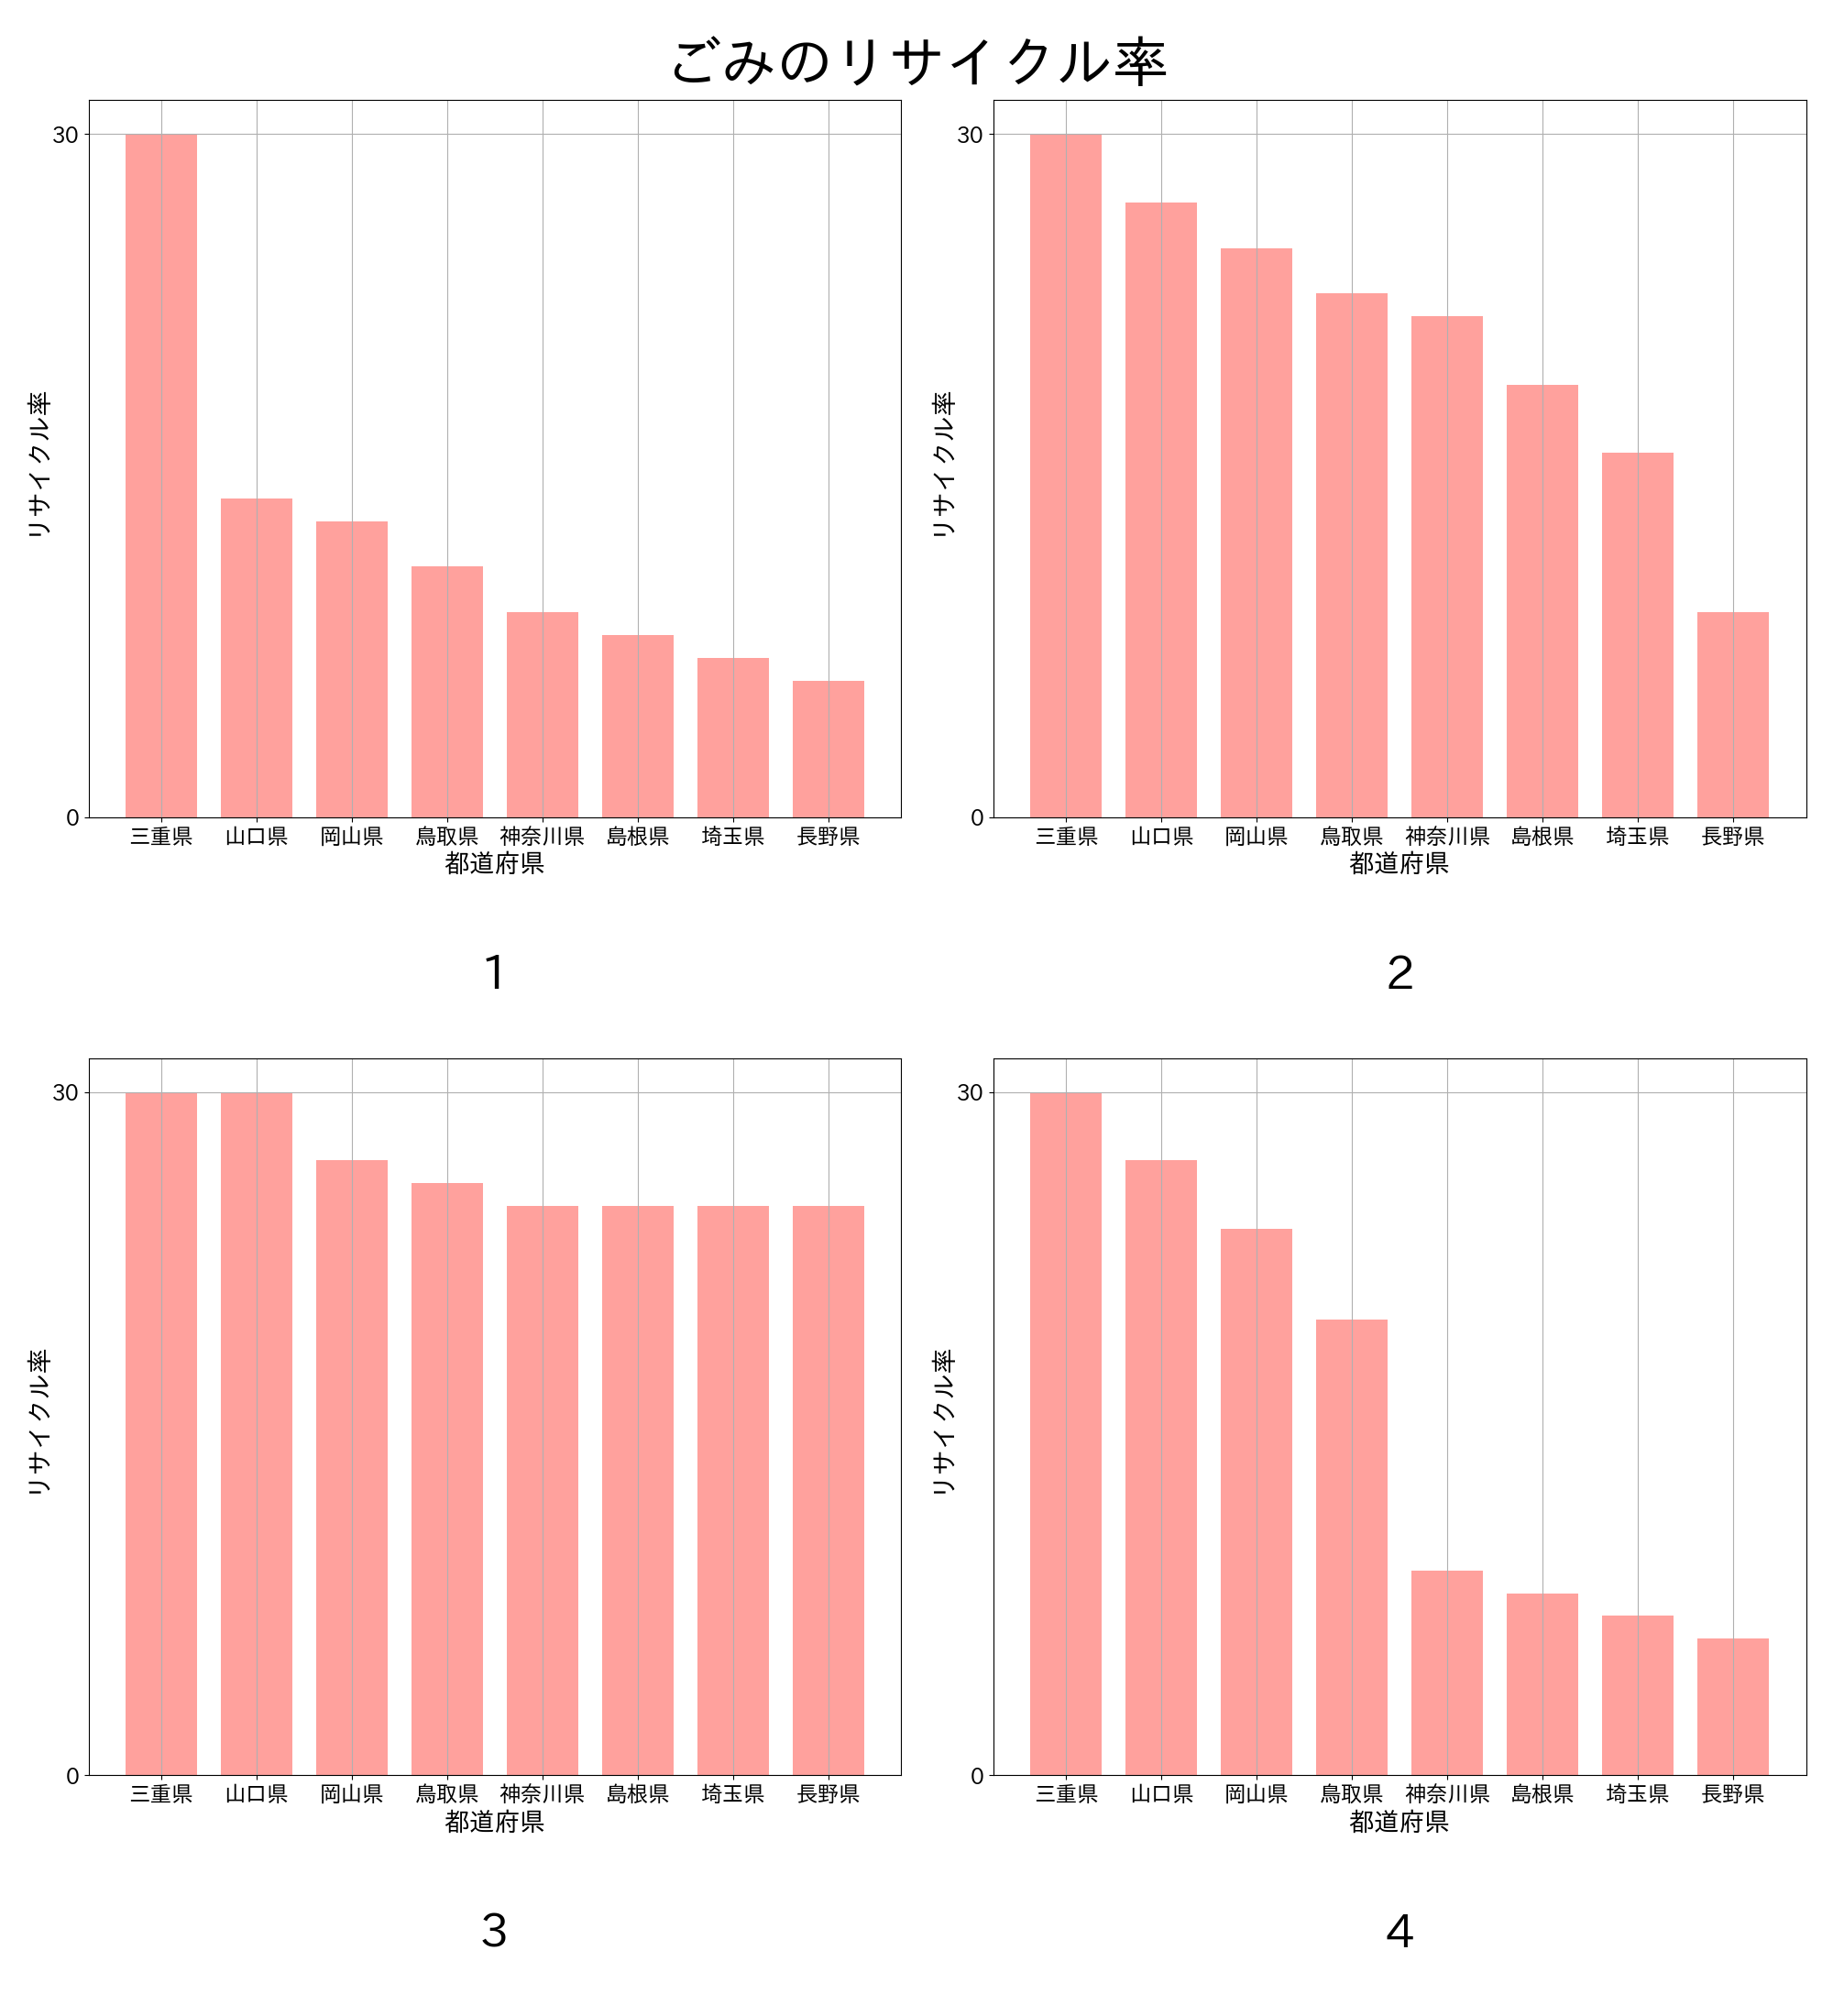 ごみのリサイクル率
30
0
リサイクル率
三重県 山口県 岡山県 鳥取県 神奈川県 島根県 埼玉県 長野県
都道府県
1
30
0
リサイクル率
三重県 山口県 岡山県 鳥取県 神奈川県 島根県 埼玉県 長野県
都道府県
2
30
0
リサイクル率
三重県 山口県 岡山県 鳥取県 神奈川県 島根県 埼玉県 長野県
都道府県
3
30
0
リサイクル率
三重県 山口県 岡山県 鳥取県 神奈川県 島根県 埼玉県 長野県
都道府県
4